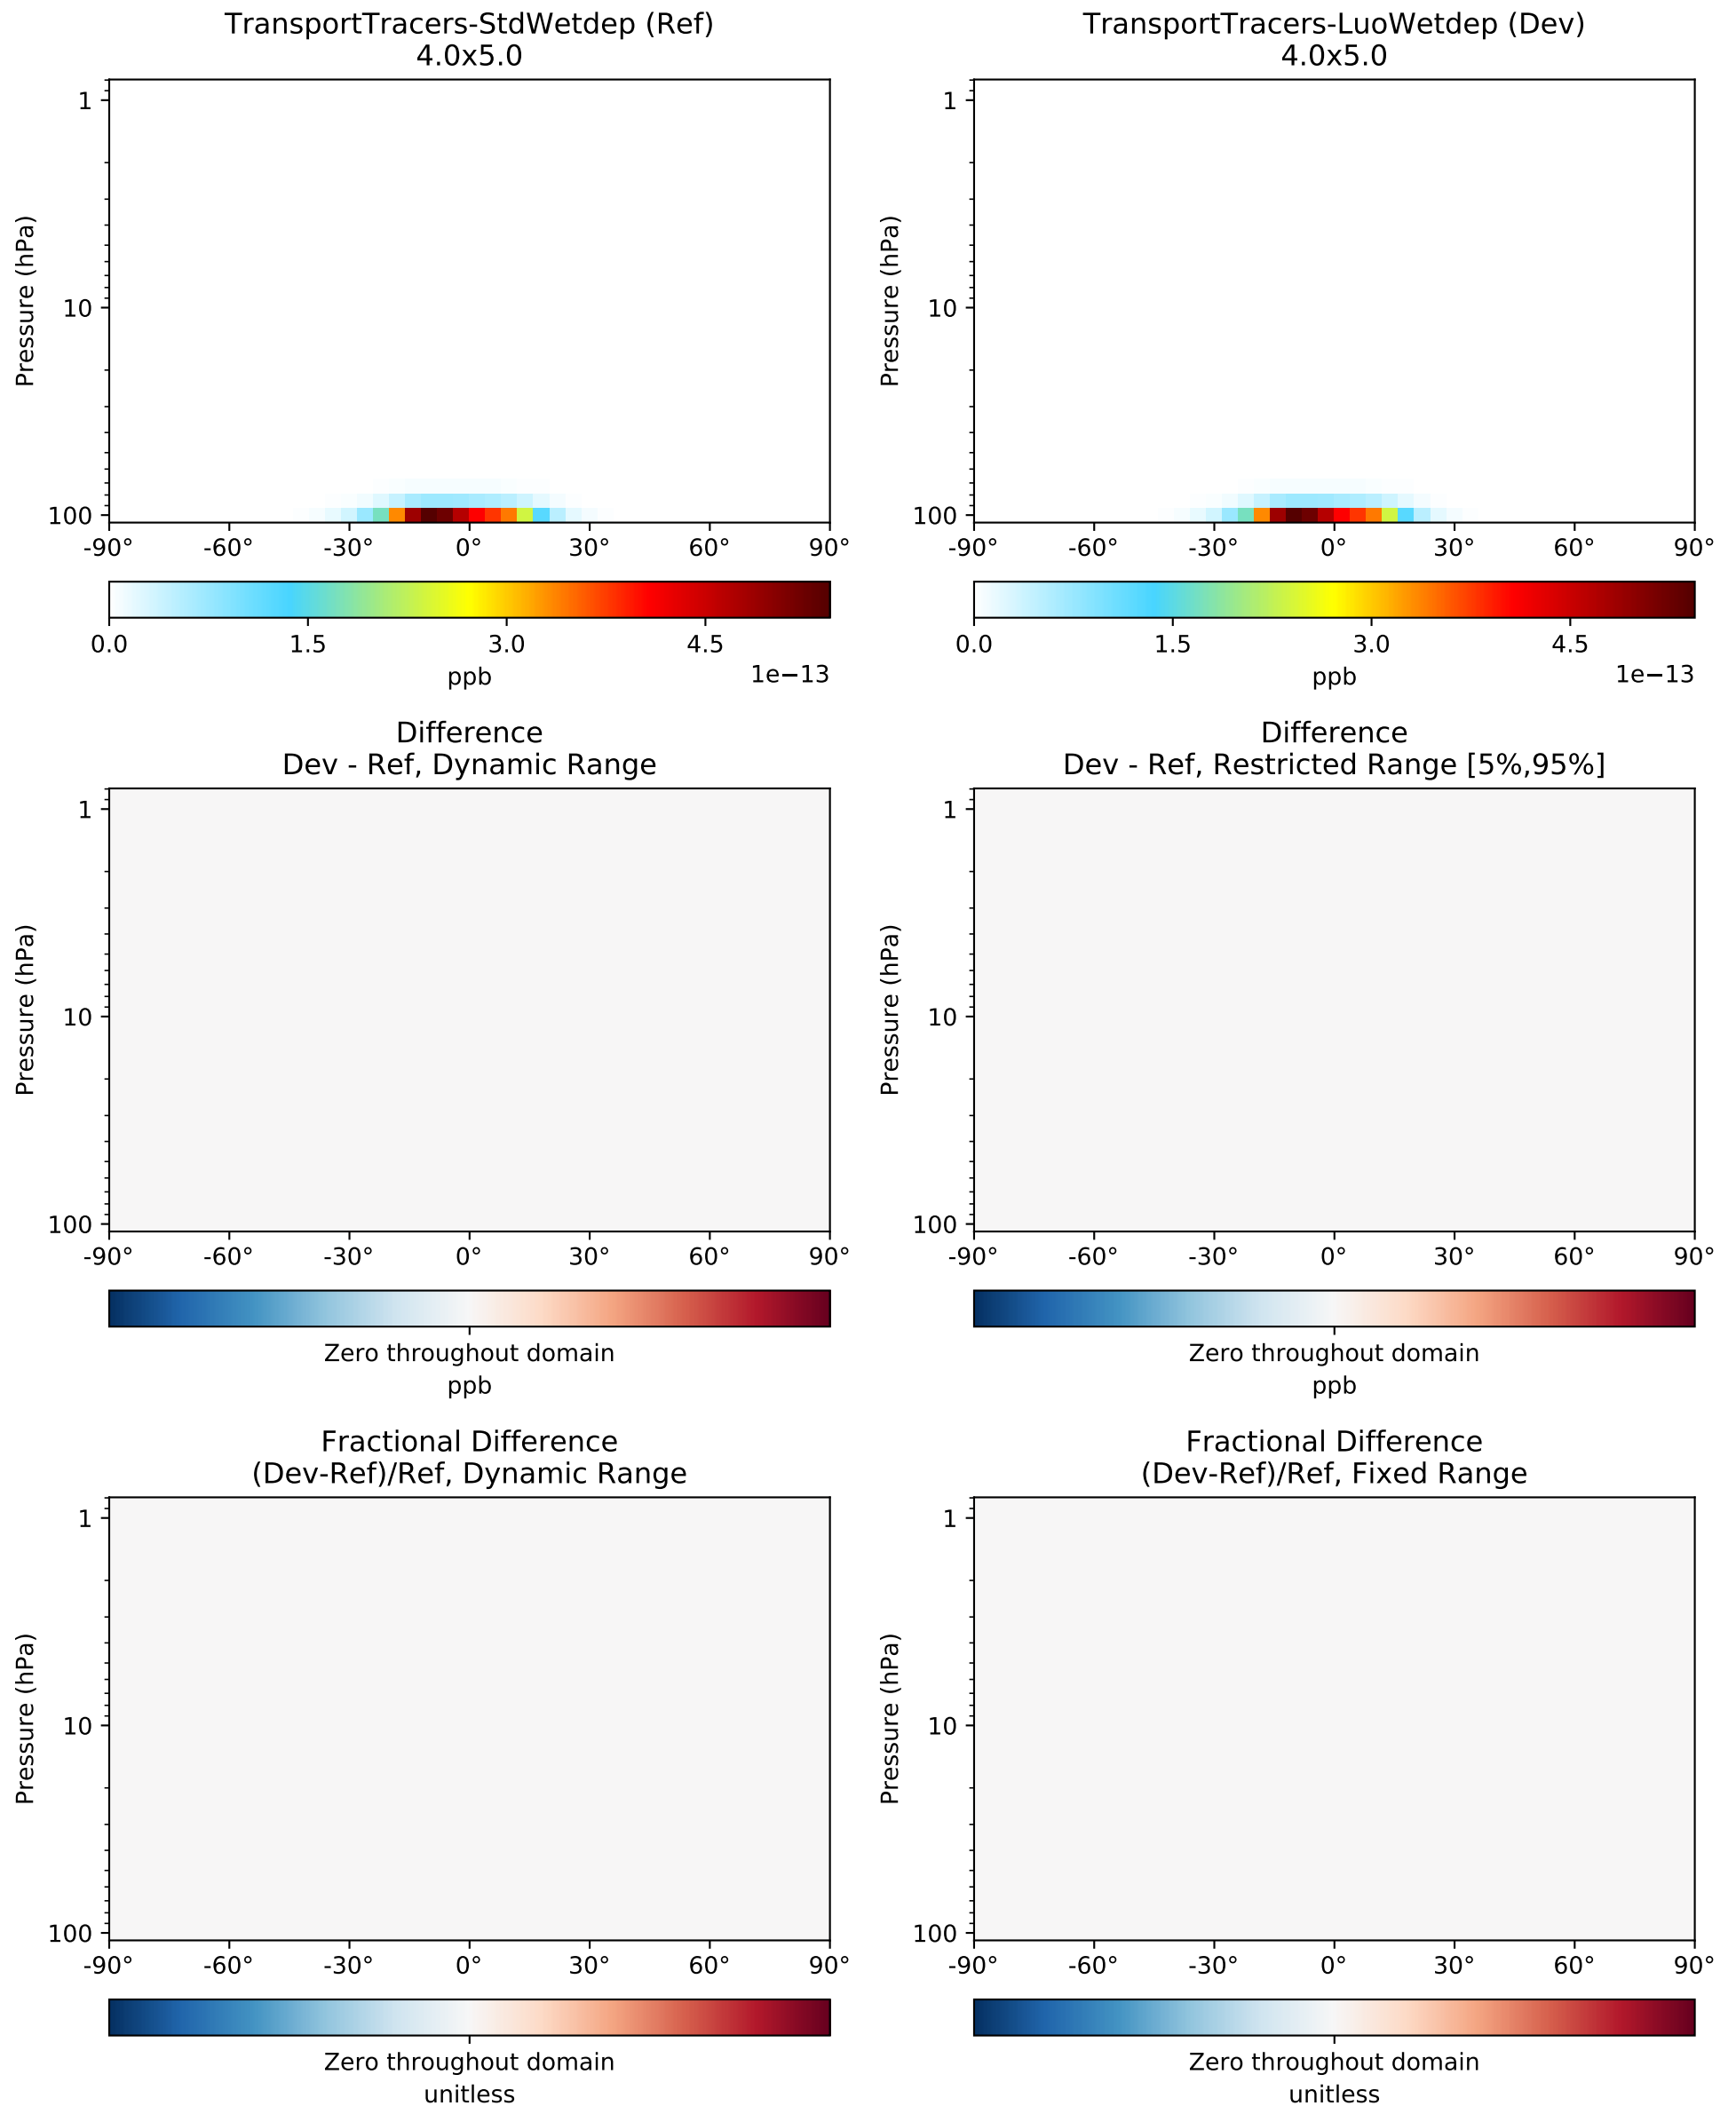 TransportTracers-StdWetdep (Ref)
4.0x5.0
Pressure (hPa)
1
10
100
-90° -60° -30° 0° 30° 60° 90°
0.0 1.5 3.0 4.5
1e−13
ppb
TransportTracers-LuoWetdep (Dev)
4.0x5.0
Pressure (hPa)
1
10
100
-90° -60° -30° 0° 30° 60° 90°
0.0 1.5 3.0 4.5
1e−13
ppb
Difference
Dev - Ref, Dynamic Range
Pressure (hPa)
1
10
100
-90° -60° -30° 0° 30° 60° 90°
Zero throughout domain
ppb
Difference
Dev - Ref, Restricted Range [5%,95%]
Pressure (hPa)
1
10
100
-90° -60° -30° 0° 30° 60° 90°
Zero throughout domain
ppb
Fractional Difference
(Dev-Ref)/Ref, Dynamic Range
Pressure (hPa)
1
10
100
-90° -60° -30° 0° 30° 60° 90°
Zero throughout domain
unitless
Fractional Difference
(Dev-Ref)/Ref, Fixed Range
Pressure (hPa)
1
10
100
-90° -60° -30° 0° 30° 60° 90°
Zero throughout domain
unitless